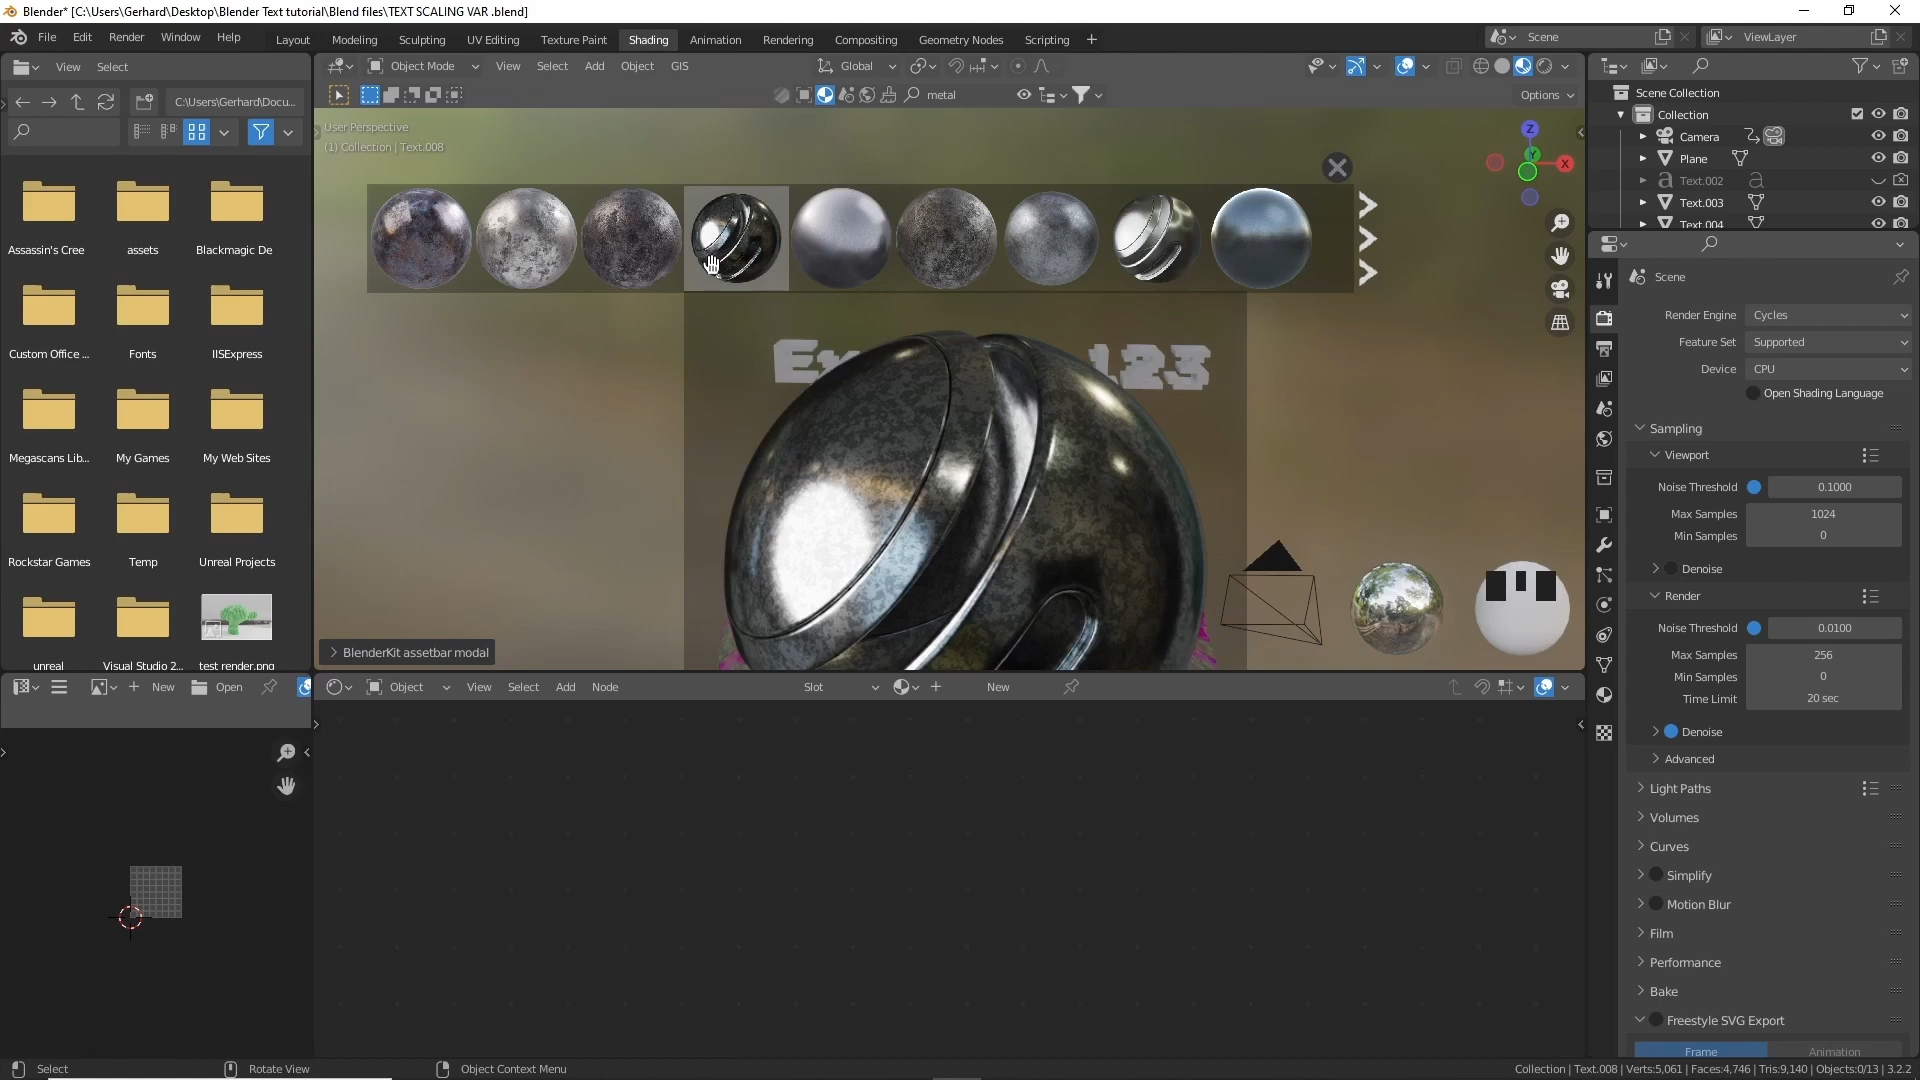 Blender* [C:\Users\Gerhard\Desktop\Blender Text tutorial\Blend files\TEXT SCALING VAR .blend]
File Edit Render Window Help Layout Modeling Sculpting UV Editing Texture Paint Shading Animation Rendering Compositing Geometry Nodes Scripting + Scene ViewLayer
View Select
C:\Users\Gerhard\Docu...
Object Mode View Select Add Object GIS Global
metal
Options
User Perspective
(1) Collection | Text.008
Z
Y
X
Scene Collection
Collection
Camera
Plane
Text.002
Text.003
Text.004
Assassin's Cree
assets
Blackmagic De
Custom Office ...
Fonts
IISExpress
Megascans Lib...
My Games
My Web Sites
Rockstar Games
Temp
Unreal Projects
unreal
Visual Studio 2...
test render.png
123
BlenderKit assetbar modal
Scene
Render Engine Cycles
Feature Set Supported
Device CPU
Open Shading Language
Sampling
Viewport
Noise Threshold 0.1000
Max Samples 1024
Min Samples 0
Denoise
Render
Noise Threshold 0.0100
Max Samples 256
Min Samples 0
Time Limit 20 sec
Denoise
Advanced
Light Paths
Volumes
Curves
Simplify
Motion Blur
Film
Performance
Bake
Freestyle SVG Export
Frame Animation
New Open
Object View Select Add Node Slot New
Select Rotate View Object Context Menu
Collection | Text.008 | Verts:5,061 | Faces:4,746 | Tris:9,140 | Objects:0/13 | 3.2.2